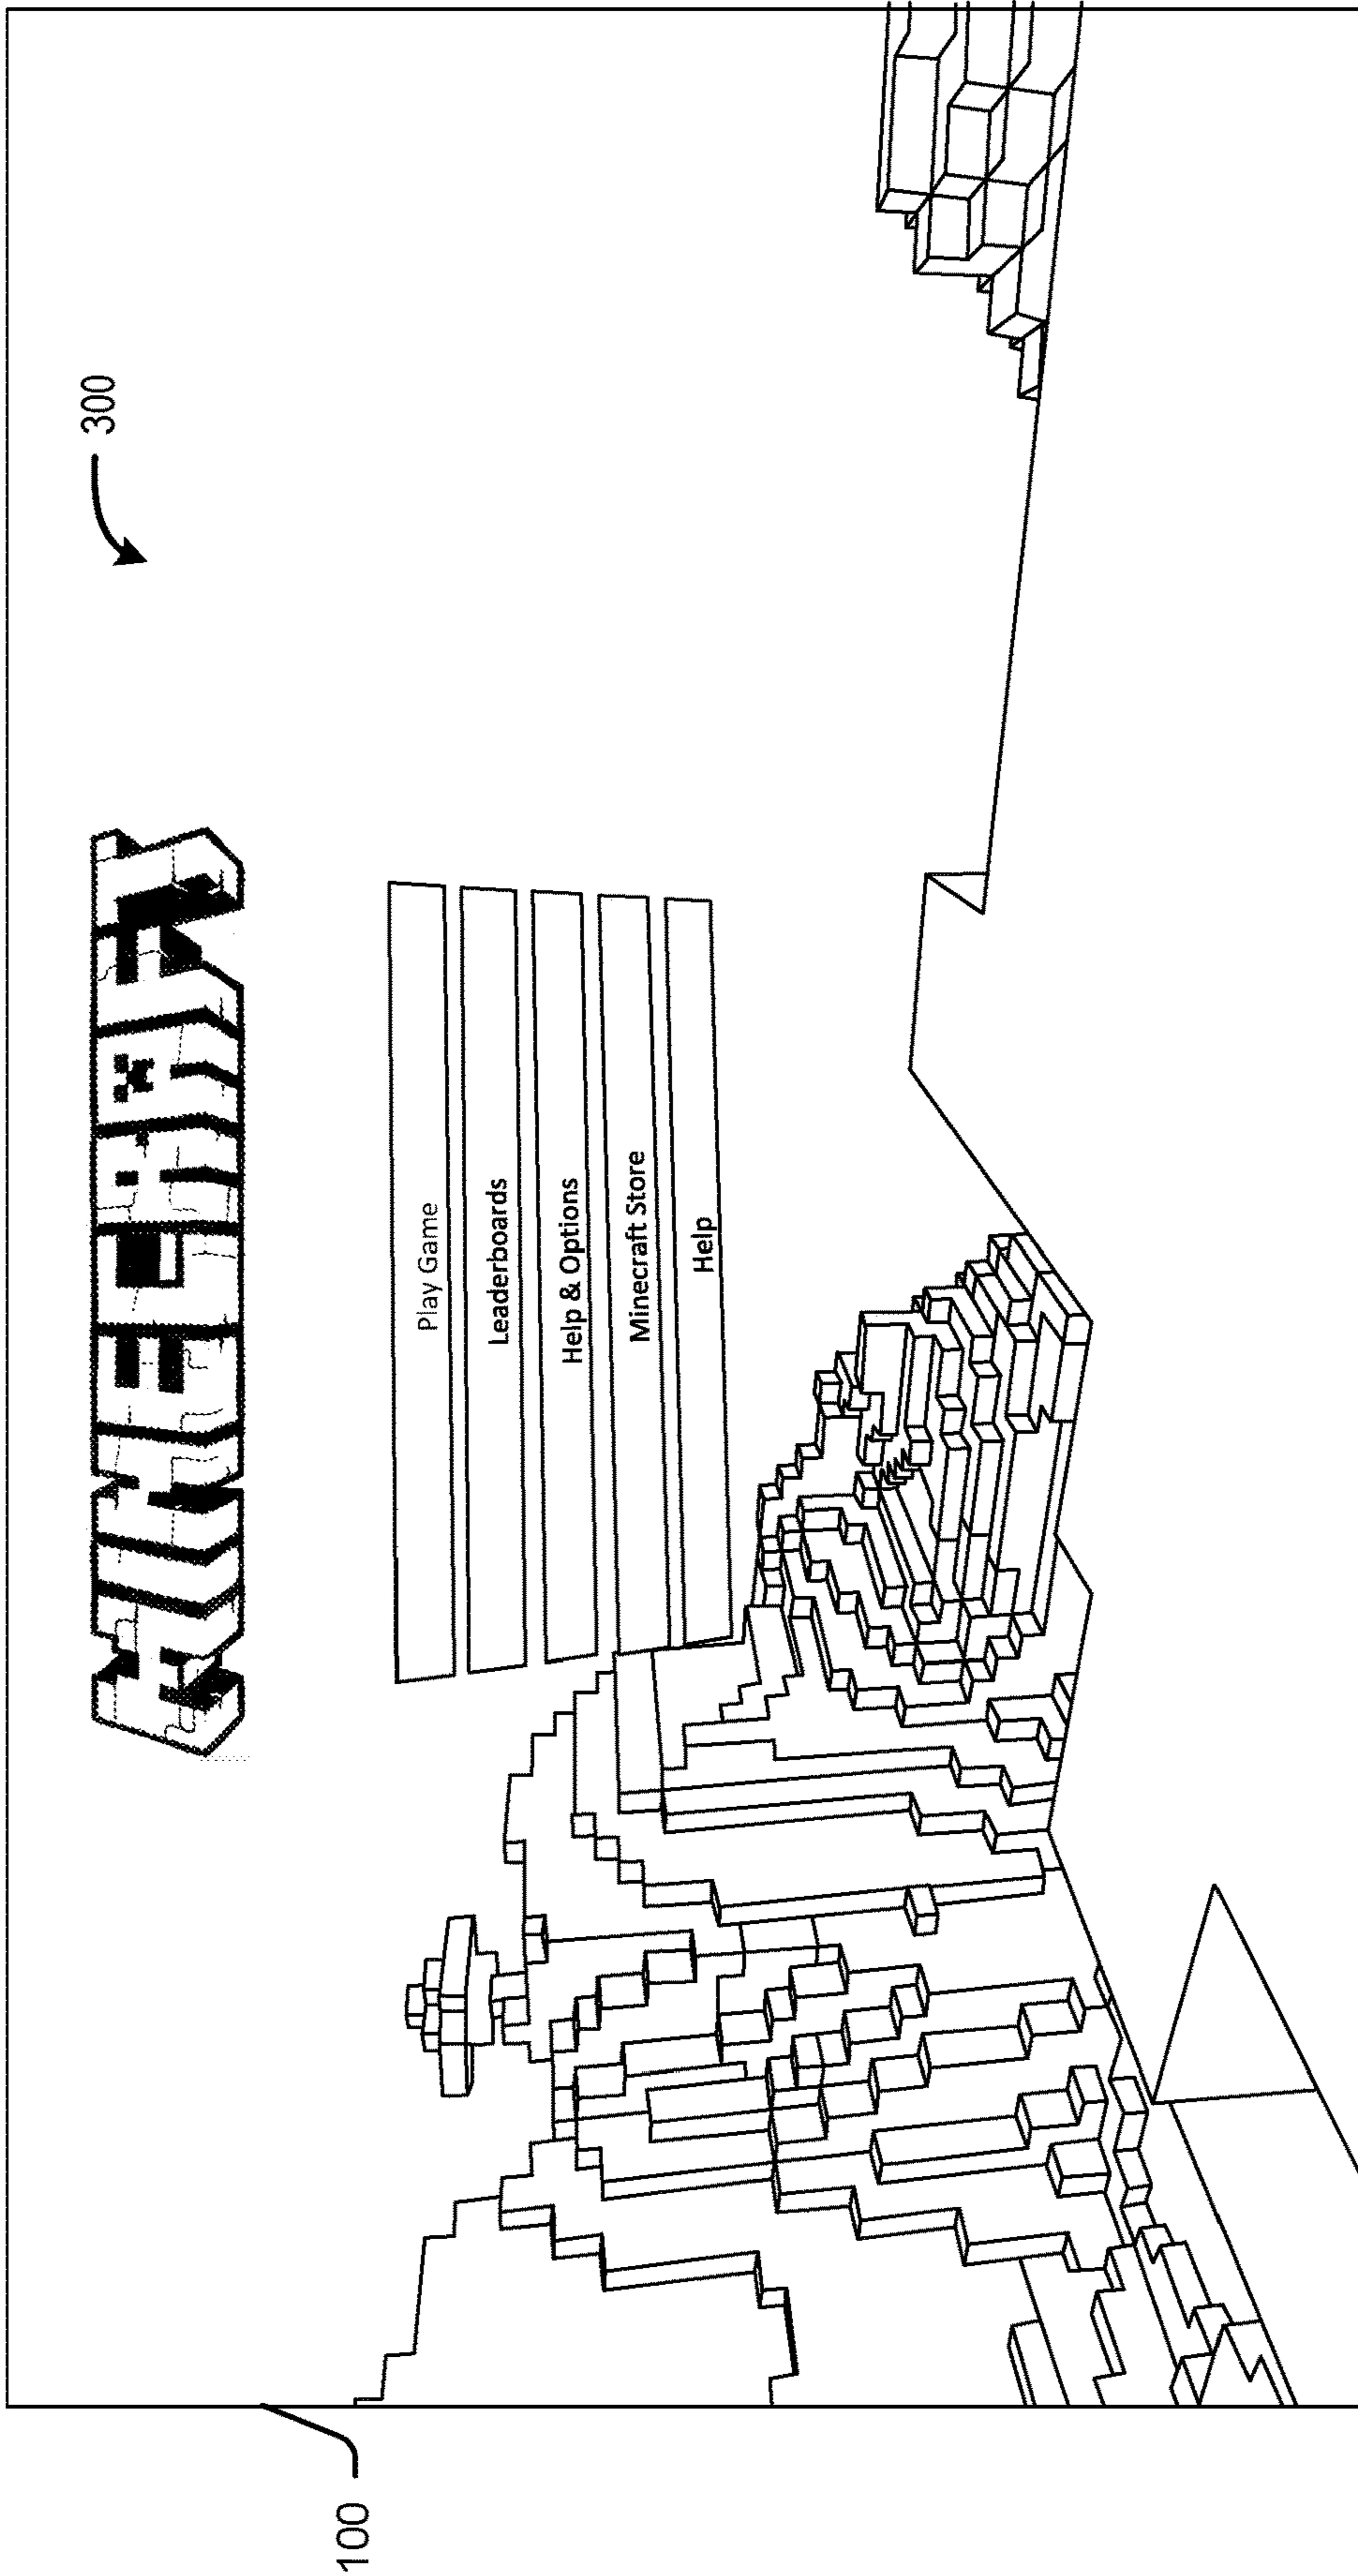 300
MINECRAFT
Play Game
Leaderboards
Help & Options
Minecraft Store
Help
100